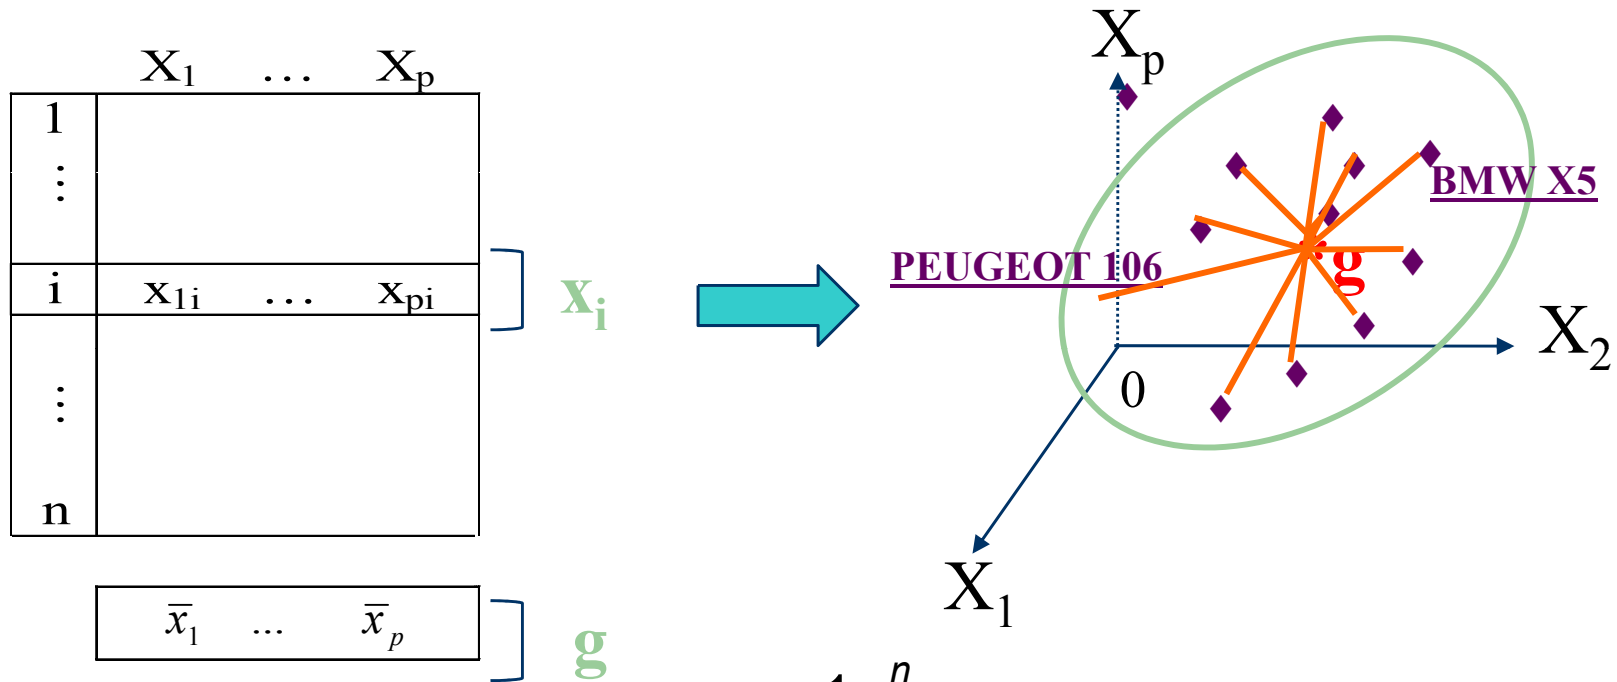 X₁ … Xₚ
1
⋮
i x₁ᵢ … xₚᵢ
⋮
n
xᵢ
x̄₁ ... x̄ₚ
g
Xₚ
BMW X5
PEUGEOT 106
g
X₂
0
X₁
n